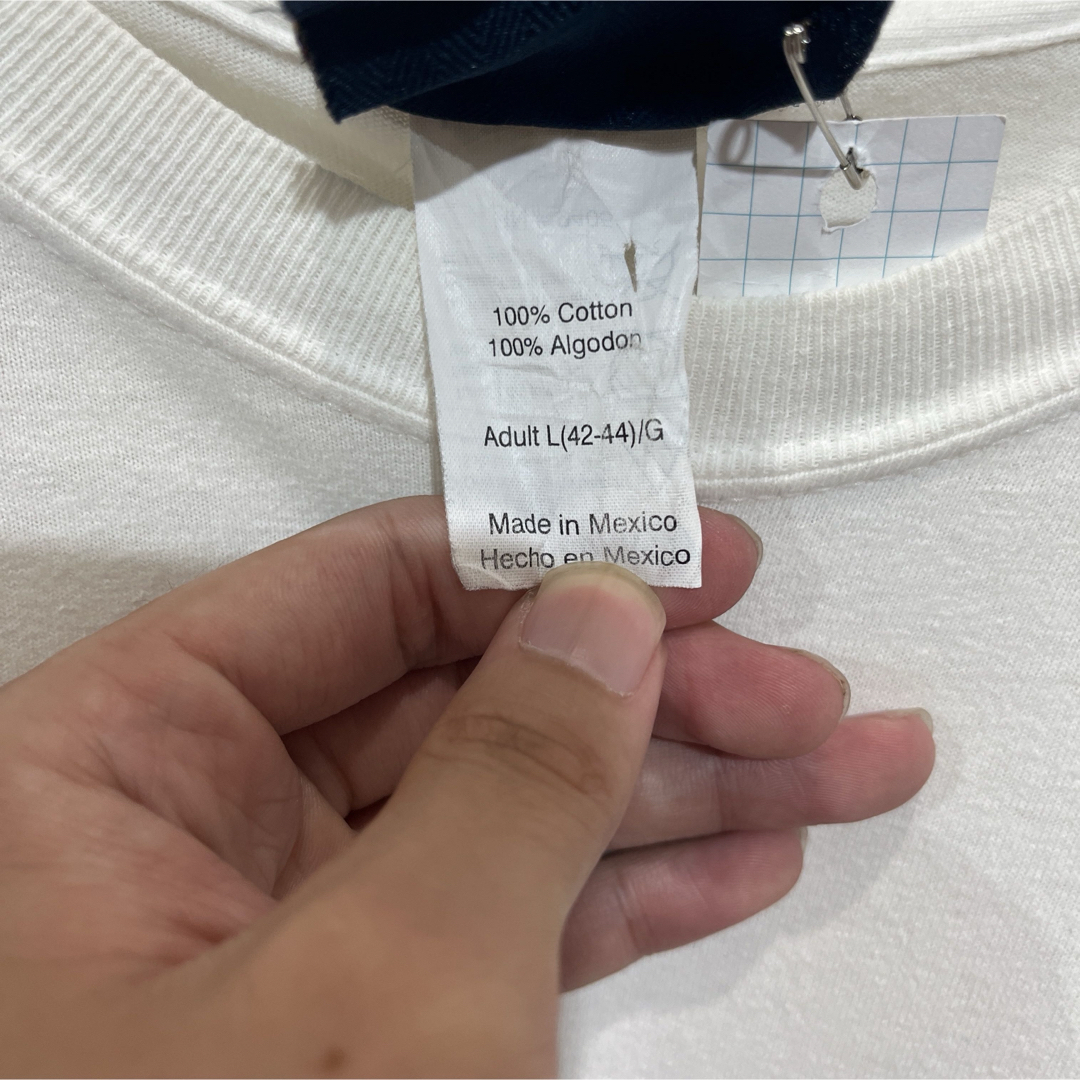 100% Cotton
100% Algodon
Adult L(42-44)/G
Made in Mexico
Hecho en Mexico